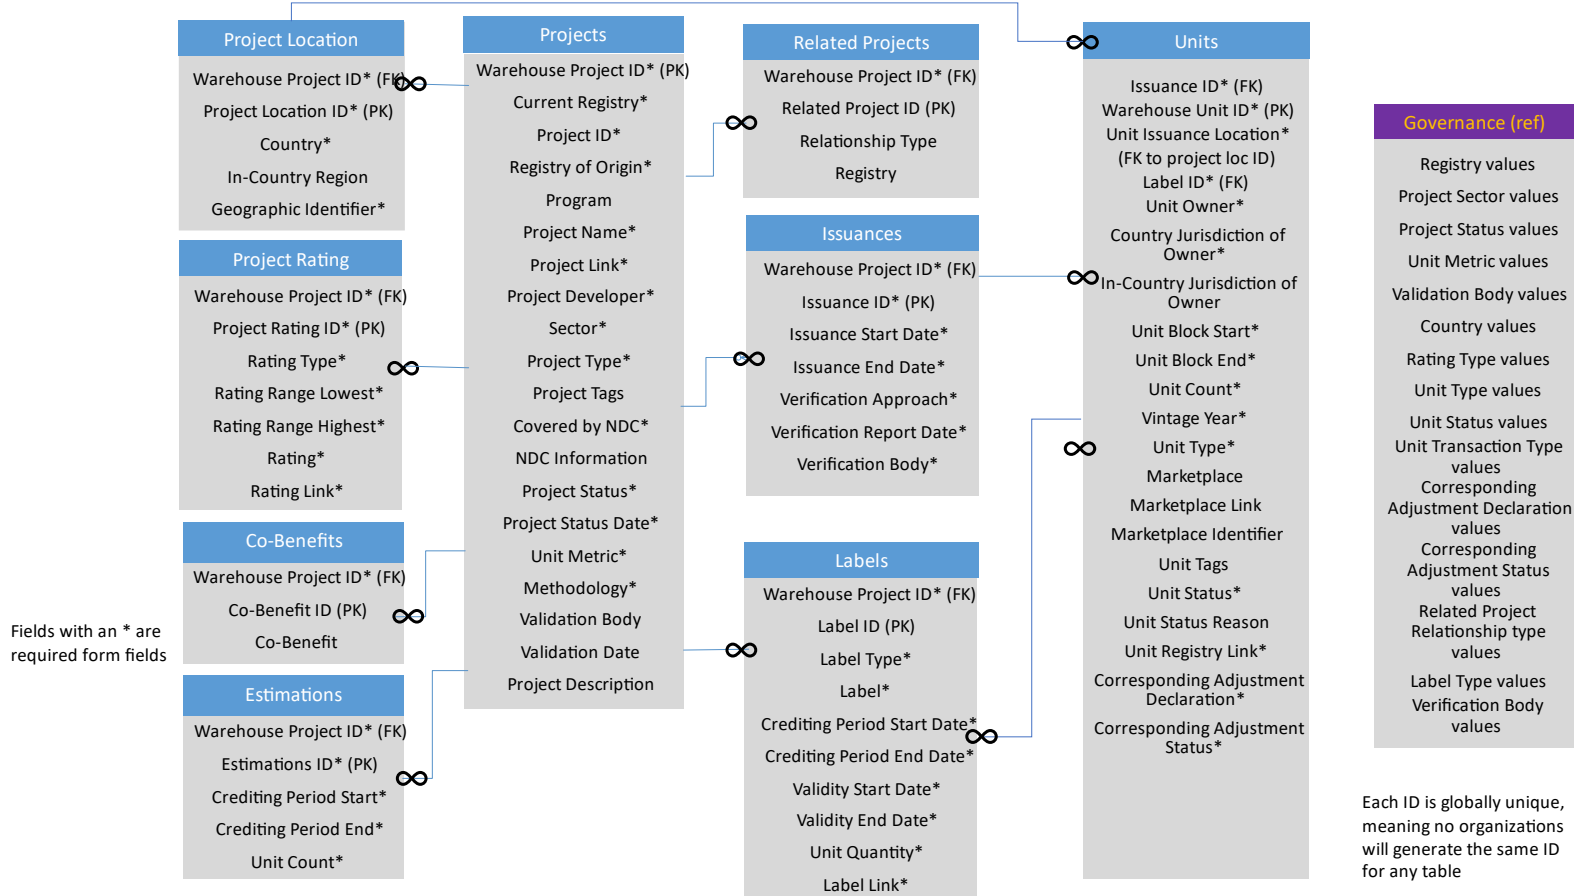 Project Location
Warehouse Project ID* (FK)
Project Location ID* (PK)
Country*
In-Country Region
Geographic Identifier*
Project Rating
Warehouse Project ID* (FK)
Project Rating ID* (PK)
Rating Type*
Rating Range Lowest*
Rating Range Highest*
Rating*
Rating Link*
Co-Benefits
Warehouse Project ID* (FK)
Co-Benefit ID (PK)
Co-Benefit
Fields with an * are
required form fields
Estimations
Warehouse Project ID* (FK)
Estimations ID* (PK)
Crediting Period Start*
Crediting Period End*
Unit Count*
Projects
Warehouse Project ID* (PK)
Current Registry*
Project ID*
Registry of Origin*
Program
Project Name*
Project Link*
Project Developer*
Sector*
Project Type*
Project Tags
Covered by NDC*
NDC Information
Project Status*
Project Status Date*
Unit Metric*
Methodology*
Validation Body
Validation Date
Project Description
Related Projects
Warehouse Project ID* (FK)
Related Project ID (PK)
Relationship Type
Registry
Issuances
Warehouse Project ID* (FK)
Issuance ID* (PK)
Issuance Start Date*
Issuance End Date*
Verification Approach*
Verification Report Date*
Verification Body*
Labels
Warehouse Project ID* (FK)
Label ID (PK)
Label Type*
Label*
Crediting Period Start Date*
Crediting Period End Date*
Validity Start Date*
Validity End Date*
Unit Quantity*
Label Link*
Units
Issuance ID* (FK)
Warehouse Unit ID* (PK)
Unit Issuance Location*
(FK to project loc ID)
Label ID* (FK)
Unit Owner*
Country Jurisdiction of
Owner*
In-Country Jurisdiction of
Owner
Unit Block Start*
Unit Block End*
Unit Count*
Vintage Year*
Unit Type*
Marketplace
Marketplace Link
Marketplace Identifier
Unit Tags
Unit Status*
Unit Status Reason
Unit Registry Link*
Corresponding Adjustment
Declaration*
Corresponding Adjustment
Status*
Governance (ref)
Registry values
Project Sector values
Project Status values
Unit Metric values
Validation Body values
Country values
Rating Type values
Unit Type values
Unit Status values
Unit Transaction Type
values
Corresponding
Adjustment Declaration
values
Corresponding
Adjustment Status
values
Related Project
Relationship type
values
Label Type values
Verification Body
values
Each ID is globally unique,
meaning no organizations
will generate the same ID
for any table